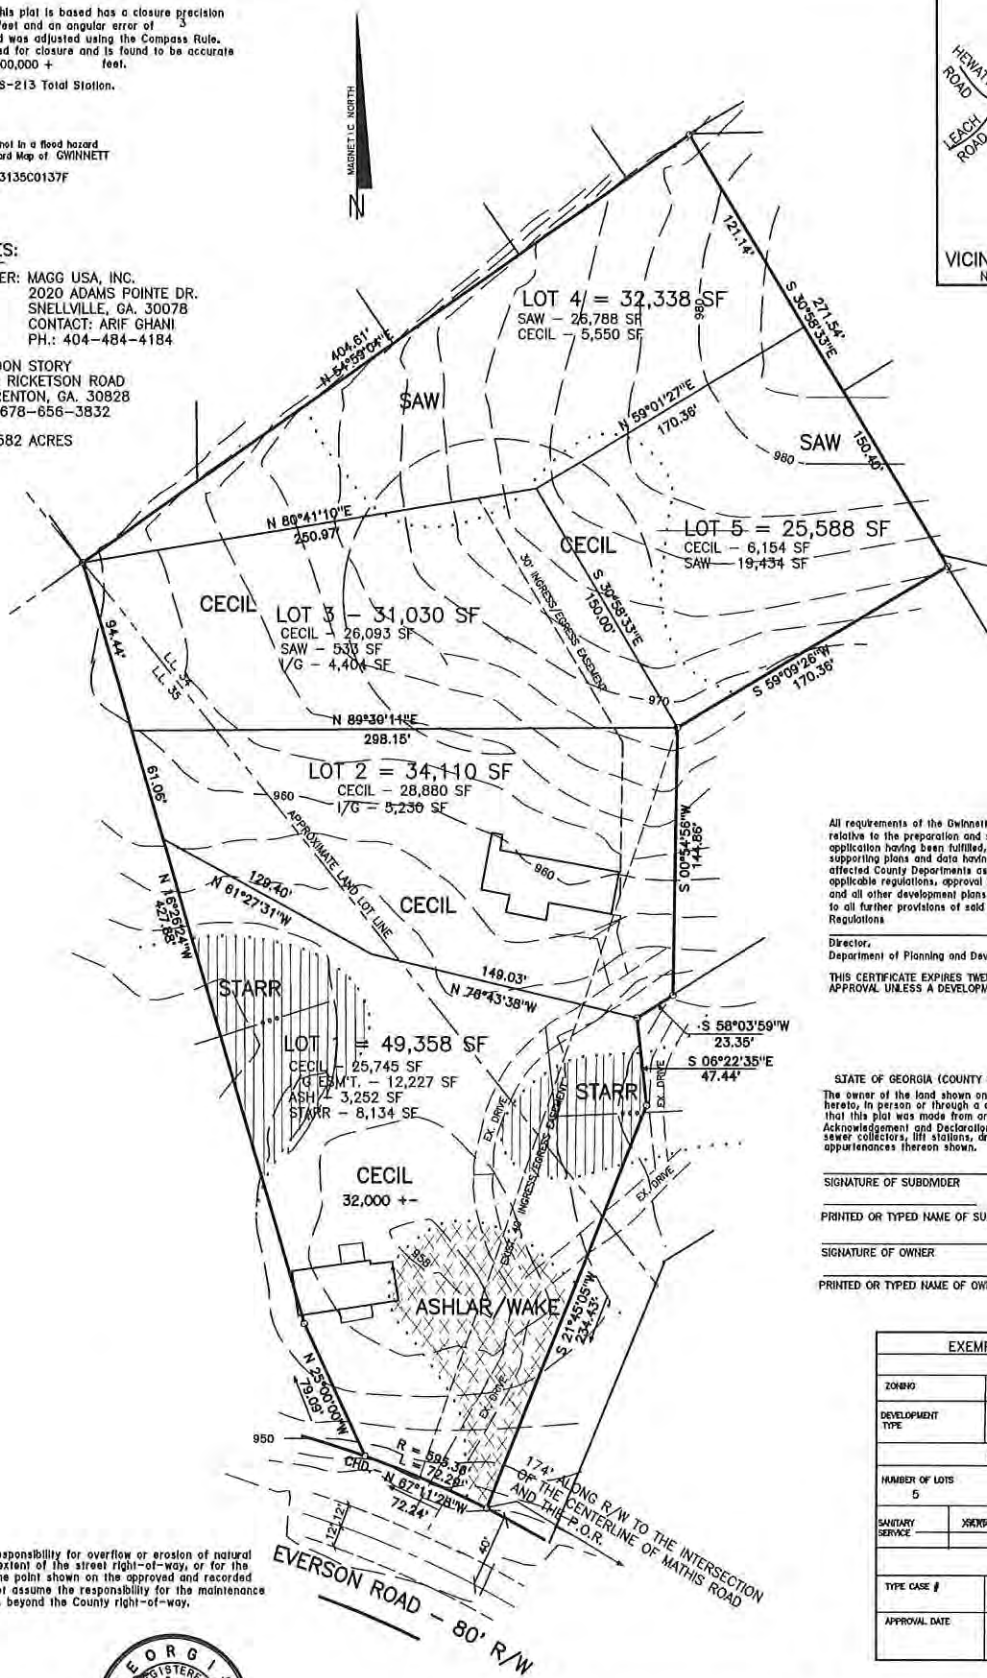 his plat is based has a closure precision
feet and an angular error of 3
d was adjusted using the Compass Rule.
ed for closure and is found to be accurate
00,000 + feet.
S-213 Total Station.
not in a flood hazard
ard Map of GWINNETT
3135C0137F
MAGNETIC NORTH
N
HEWAT
ROAD
LEACH
ROAD
VICIN
N
ES:
ER: MAGG USA, INC.
2020 ADAMS POINTE DR.
SNELLVILLE, GA. 30078
CONTACT: ARIF GHANI
PH.: 404-484-4184
DON STORY
RICKETSON ROAD
RENTON, GA. 30828
678-656-3832
582 ACRES
121.14'
271.54'
S 30°58'33"E
150.40'
LOT 4 = 32,338 SF
SAW - 26,788 SF
CECIL - 5,550 SF
980
404.61'
N 54°59'04"E
SAW
N 59°01'27"E
170.36'
SAW
980
N 80°41'10"E
250.97'
LOT 5 = 25,588 SF
CECIL - 6,154 SF
SAW - 19,434 SF
CECIL
30' INGRESS/EGRESS EASEMENT
S 30°58'33"E
150.00'
CECIL
LOT 3 - 31,030 SF
CECIL - 26,093 SF
SAW - 533 SF
I/G - 4,404 SF
94.44'
L.L. 34
L.L. 35
S 59°09'26"W
170.36'
970
N 89°30'11"E
298.15'
LOT 2 = 34,110 SF
CECIL - 28,880 SF
I/G - 5,230 SF
61.06'
960
APPROXIMATE LAND LOT LINE
960
S 00°54'56"W
144.86'
129.40'
N 61°27'31"W
CECIL
N 16°26'24"W
427.88'
149.03'
N 76°43'38"W
STARR
S 58°03'59"W
23.35'
S 06°22'35"E
47.44'
LOT 1 = 49,358 SF
CECIL - 25,745 SF
I/G ESM'T. - 12,227 SF
ASH - 3,252 SF
STARR - 8,134 SF
STARR
EX. DRIVE
EX. DRIVE
EX. DRIVE
EXIST. 40' INGRESS/EGRESS EASEMENT
CECIL
32,000 +-
958
ASHLAR/WAKE
S 21°45'05"W
234.43'
EX. DRIVE
N 25°00'00"W
79.09'
950
R = 595.36'
L = 72.29'
CHD. - N 67°11'28"W
72.24'
174' ALONG R/W TO THE INTERSECTION
OF THE CENTERLINE OF MATHIS ROAD
AND THE P.O.R.
12'
12'
40'
EVERSON ROAD - 80' R/W
All requirements of the Gwinnett
relative to the preparation and
application having been fulfilled,
supporting plans and data havin
affected County Departments as
applicable regulations, approval
and all other development plans
to all further provisions of said
Regulations
Director,
Department of Planning and Dev
THIS CERTIFICATE EXPIRES TWE
APPROVAL UNLESS A DEVELOPM
STATE OF GEORGIA (COUNTY
The owner of the land shown on
hereto, in person or through a
that this plat was made from an
Acknowledgement and Declaration
sewer collectors, lift stations, dr
appurtenances thereon shown.
SIGNATURE OF SUBDIVIDER
PRINTED OR TYPED NAME OF SU
SIGNATURE OF OWNER
PRINTED OR TYPED NAME OF OW
EXEMP
ZONING
DEVELOPMENT
TYPE
NUMBER OF LOTS
5
SANITARY
SERVICE
TYPE CASE #
APPROVAL DATE
sponsibility for overflow or erosion of natural
extent of the street right-of-way, or for the
he point shown on the approved and recorded
ot assume the responsibility for the maintenance
s beyond the County right-of-way.
EORGI
GISTERE